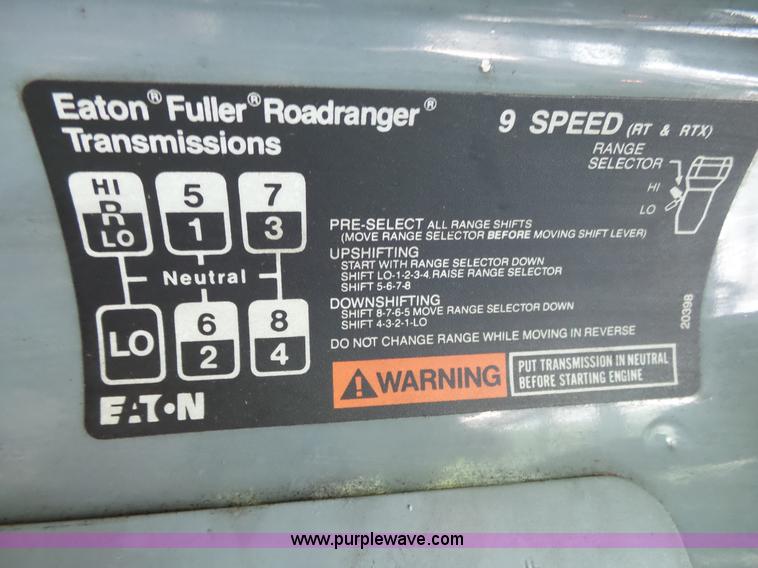 Eaton® Fuller® Roadranger®
Transmissions
9 SPEED (RT & RTX)
RANGE
SELECTOR
HI
LO
HI
R
LO
5
1
7
3
Neutral
LO
6
2
8
4
PRE-SELECT ALL RANGE SHIFTS
(MOVE RANGE SELECTOR BEFORE MOVING SHIFT LEVER)
UPSHIFTING
START WITH RANGE SELECTOR DOWN
SHIFT LO-1-2-3-4.RAISE RANGE SELECTOR
SHIFT 5-6-7-8
DOWNSHIFTING
SHIFT 8-7-6-5 MOVE RANGE SELECTOR DOWN
SHIFT 4-3-2-1-LO
DO NOT CHANGE RANGE WHILE MOVING IN REVERSE
20398
WARNING
PUT TRANSMISSION IN NEUTRAL
BEFORE STARTING ENGINE
EATON
www.purplewave.com